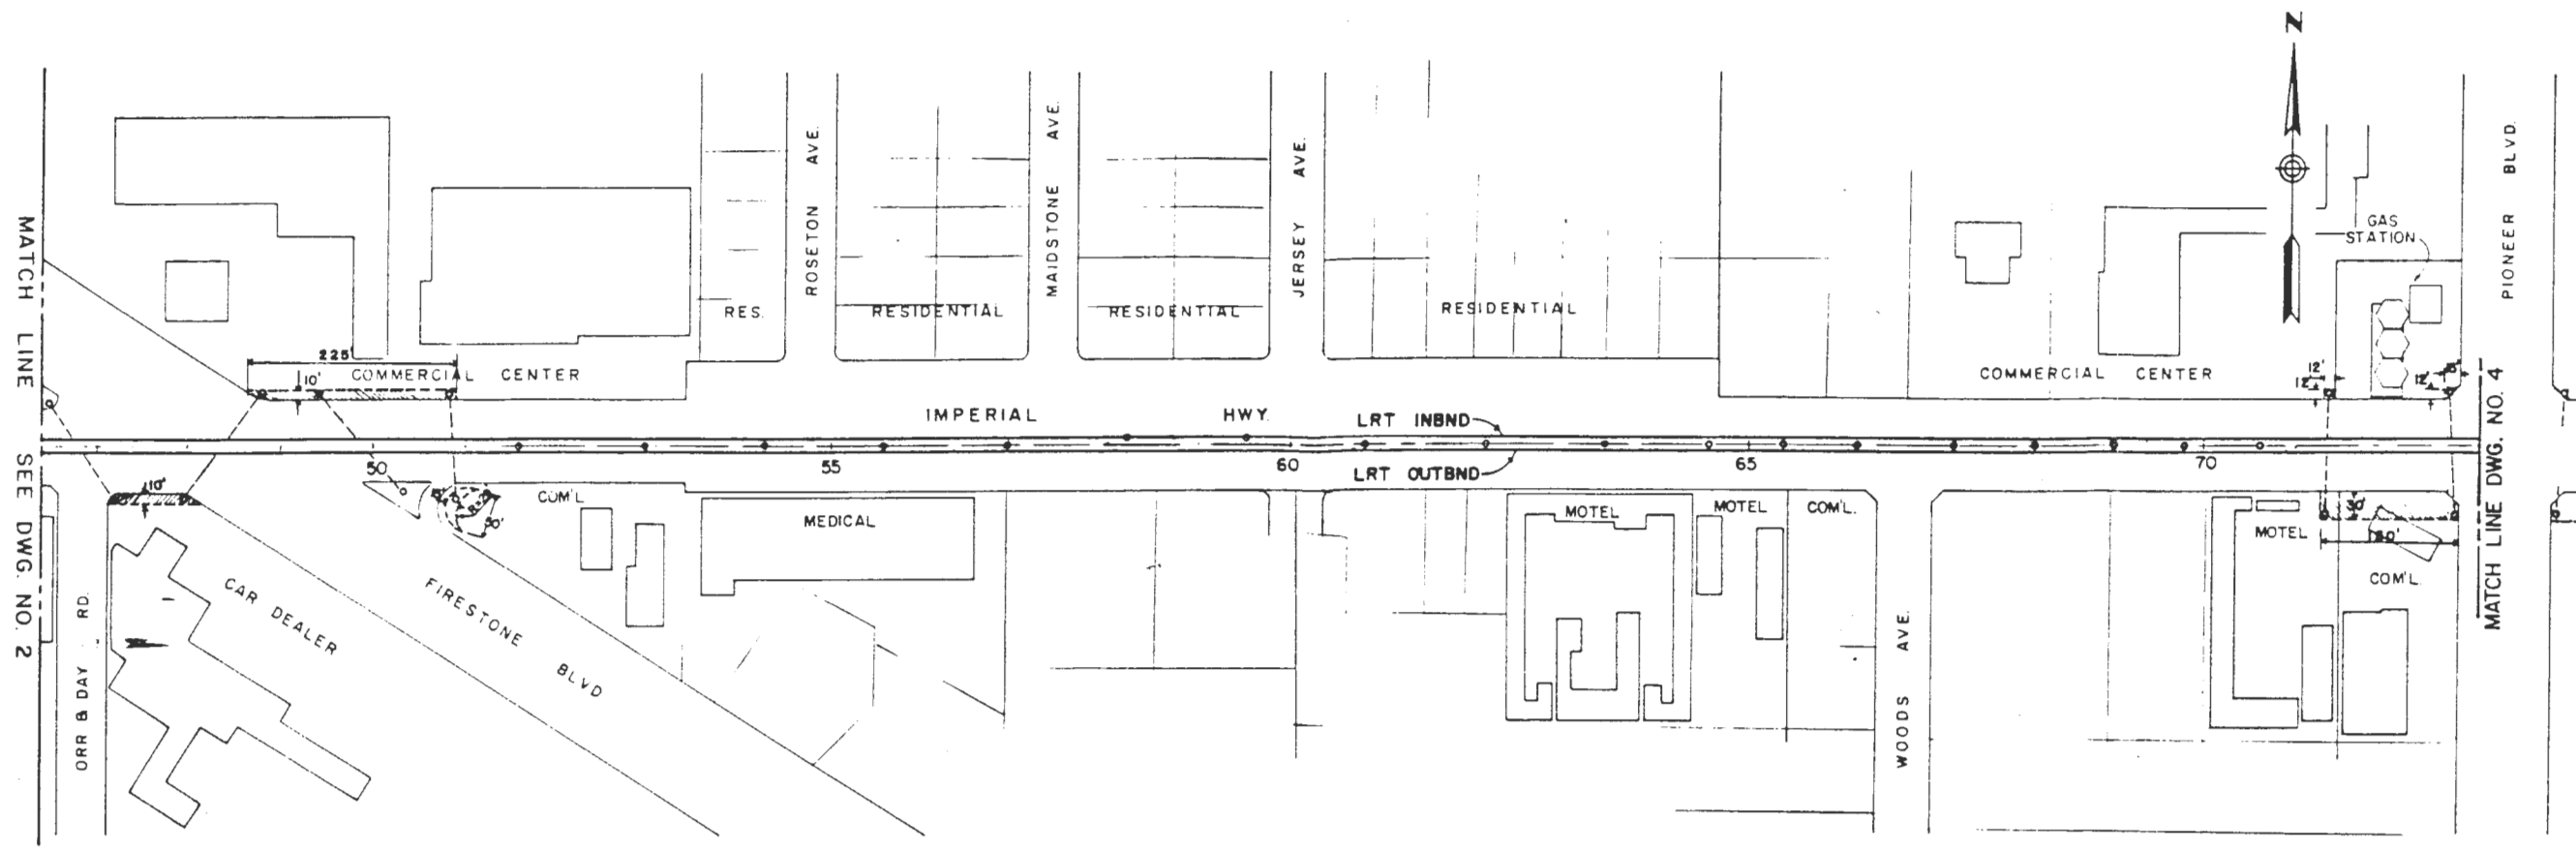 N
MATCH LINE SEE DWG. NO. 2
ROSETON AVE.
MAIDSTONE AVE.
JERSEY AVE.
PIONEER BLVD.
GAS
STATION
RES.
RESIDENTIAL
RESIDENTIAL
RESIDENTIAL
225'
10'
COMMERCIAL CENTER
COMMERCIAL CENTER
12'
12'
12'
MATCH LINE DWG. NO. 4
IMPERIAL HWY.
LRT INBND
50
55
60
65
70
LRT OUTBND
10'
COM'L
50'
MEDICAL
MOTEL
MOTEL
COM'L.
MOTEL
30'
COM'L.
ORR & DAY RD.
CAR DEALER
FIRESTONE BLVD
WOODS AVE.